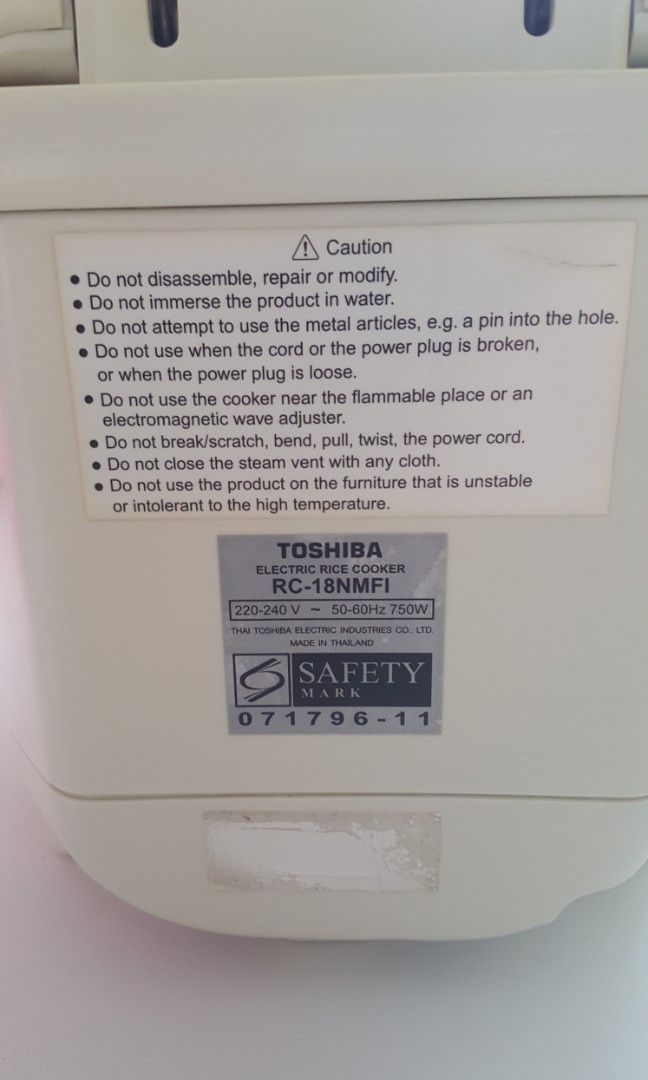 Caution
• Do not disassemble, repair or modify.
• Do not immerse the product in water.
• Do not attempt to use the metal articles, e.g. a pin into the hole.
• Do not use when the cord or the power plug is broken,
or when the power plug is loose.
• Do not use the cooker near the flammable place or an
electromagnetic wave adjuster.
• Do not break/scratch, bend, pull, twist, the power cord.
• Do not close the steam vent with any cloth.
• Do not use the product on the furniture that is unstable
or intolerant to the high temperature.
TOSHIBA
ELECTRIC RICE COOKER
RC-18NMFI
220-240 V ~ 50-60Hz 750W
THAI TOSHIBA ELECTRIC INDUSTRIES CO., LTD.
MADE IN THAILAND
SAFETY
MARK
071796-11